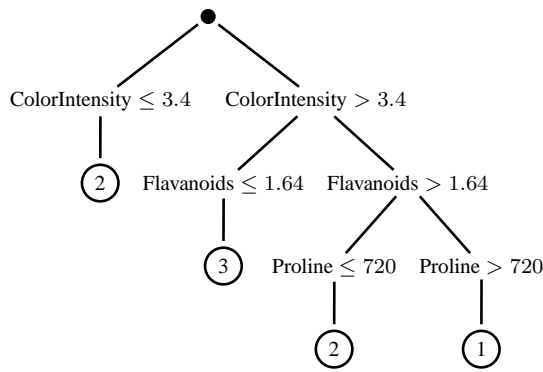 ColorIntensity ≤ 3.4
ColorIntensity > 3.4
2
Flavanoids ≤ 1.64
Flavanoids > 1.64
3
Proline ≤ 720
Proline > 720
2
1